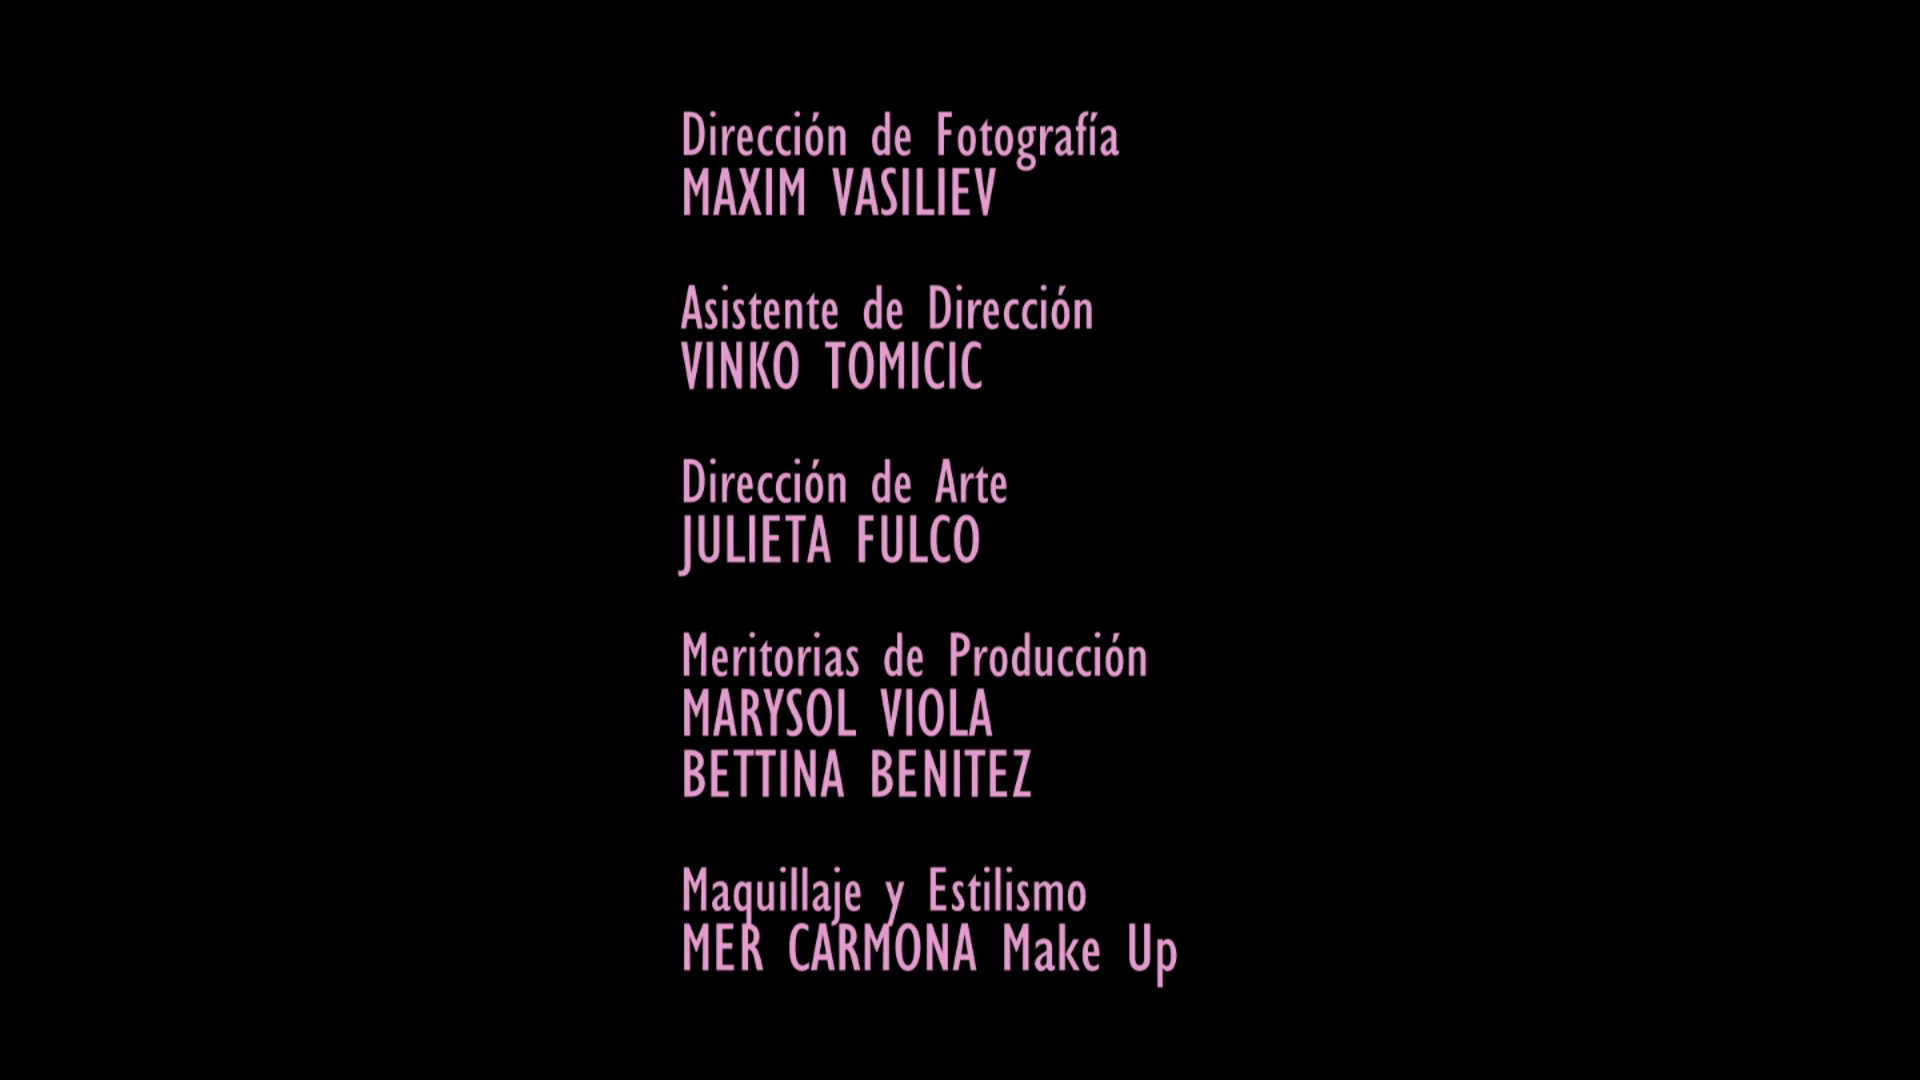 Dirección de Fotografía
MAXIM VASILIEV
Asistente de Dirección
VINKO TOMICIC
Dirección de Arte
JULIETA FULCO
Meritorias de Producción
MARYSOL VIOLA
BETTINA BENITEZ
Maquillaje y Estilismo
MER CARMONA Make Up